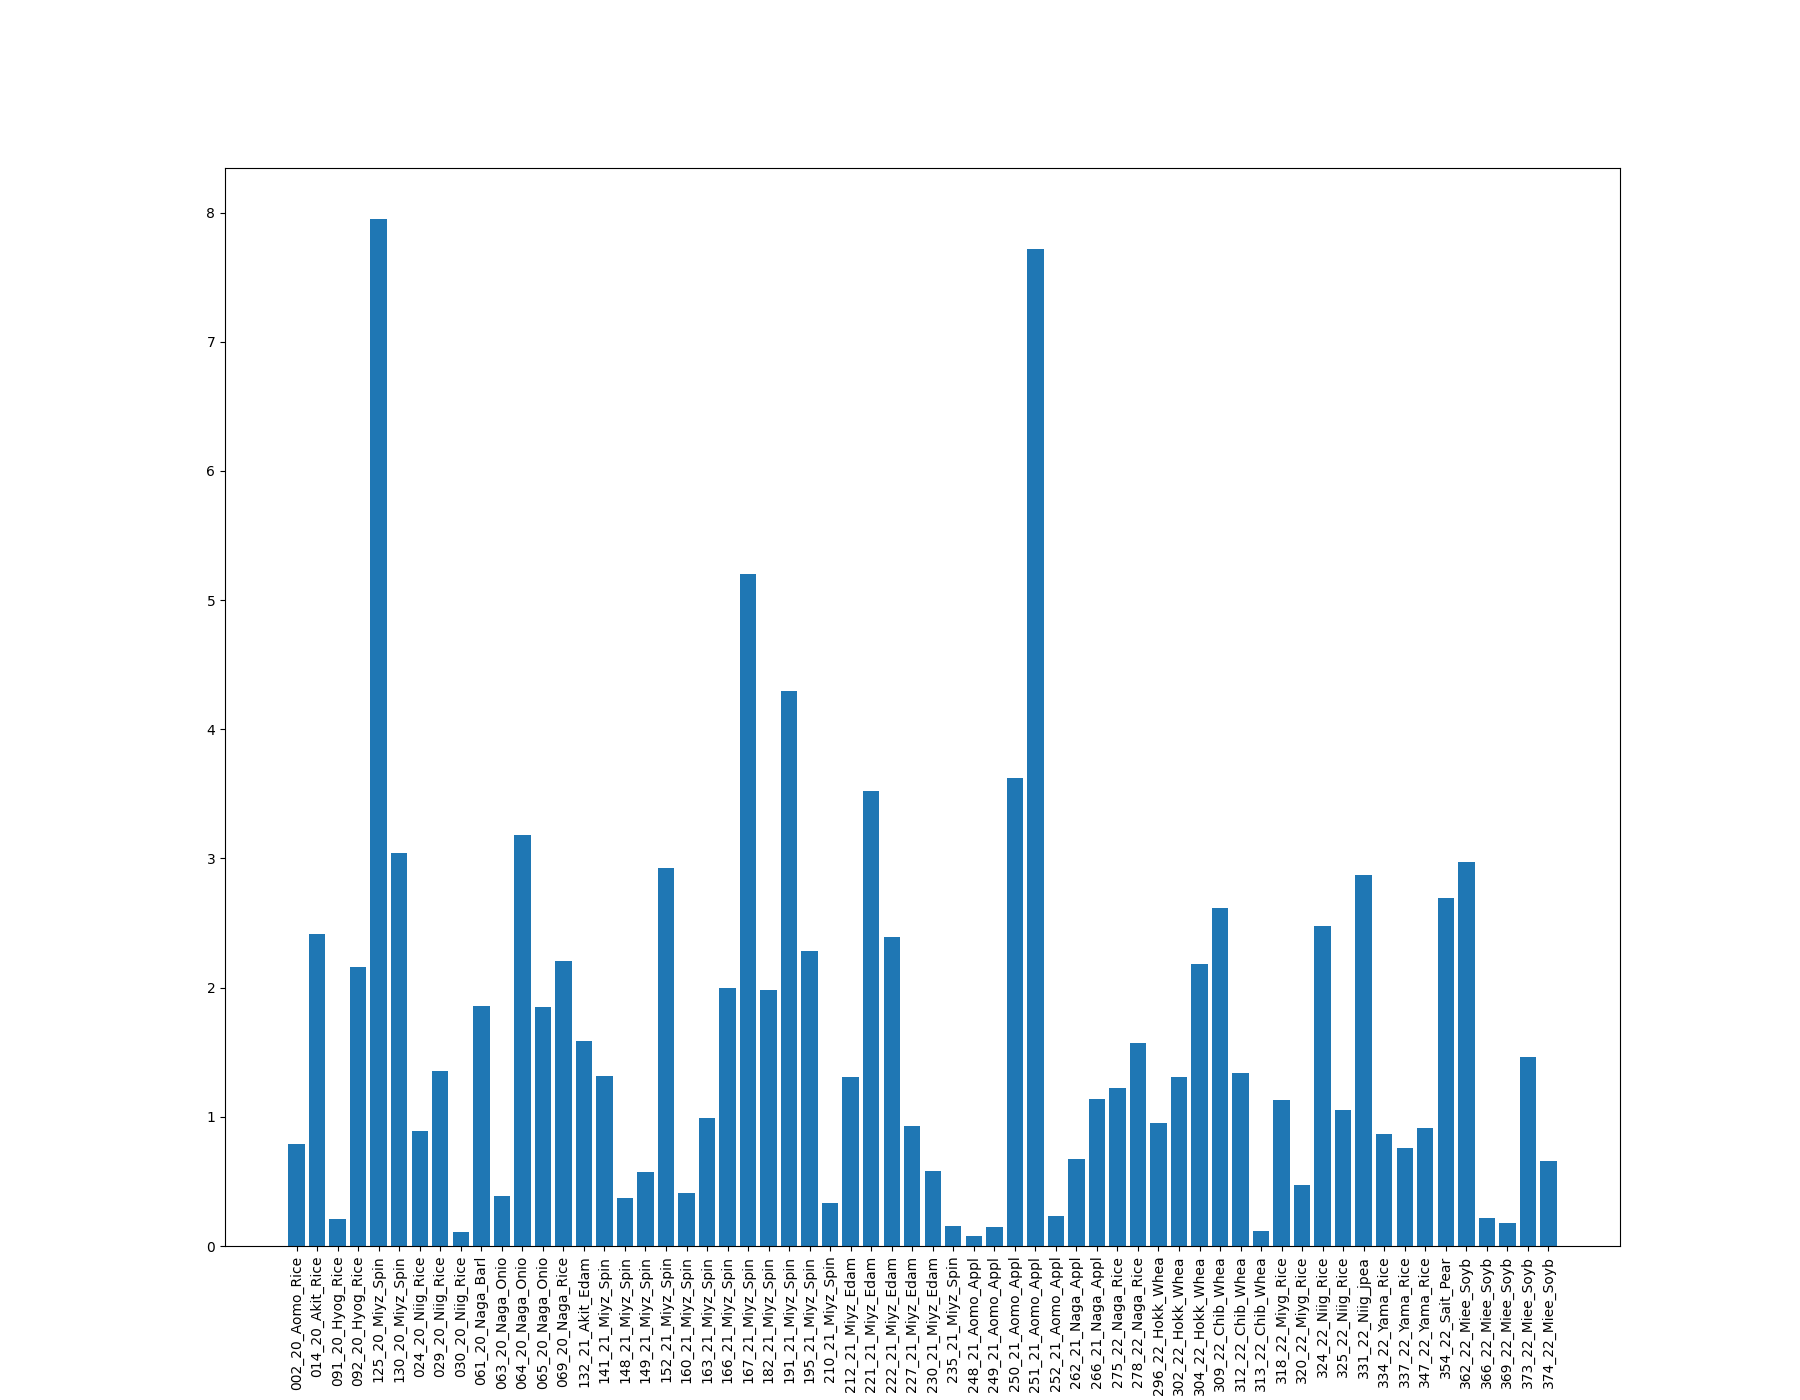 8
7
6
5
4
3
2
1
0
002_20_Aomo_Rice
014_20_Akit_Rice
091_20_Hyog_Rice
092_20_Hyog_Rice
125_20_Miyz_Spin
130_20_Miyz_Spin
024_20_Niig_Rice
029_20_Niig_Rice
030_20_Niig_Rice
061_20_Naga_Barl
063_20_Naga_Onio
064_20_Naga_Onio
065_20_Naga_Onio
069_20_Naga_Rice
132_21_Akit_Edam
141_21_Miyz_Spin
148_21_Miyz_Spin
149_21_Miyz_Spin
152_21_Miyz_Spin
160_21_Miyz_Spin
163_21_Miyz_Spin
166_21_Miyz_Spin
167_21_Miyz_Spin
182_21_Miyz_Spin
191_21_Miyz_Spin
195_21_Miyz_Spin
210_21_Miyz_Spin
212_21_Miyz_Edam
221_21_Miyz_Edam
222_21_Miyz_Edam
227_21_Miyz_Edam
230_21_Miyz_Edam
235_21_Miyz_Spin
248_21_Aomo_Appl
249_21_Aomo_Appl
250_21_Aomo_Appl
251_21_Aomo_Appl
252_21_Aomo_Appl
262_21_Naga_Appl
266_21_Naga_Appl
275_22_Naga_Rice
278_22_Naga_Rice
296_22_Hokk_Whea
302_22_Hokk_Whea
304_22_Hokk_Whea
309_22_Chib_Whea
312_22_Chib_Whea
313_22_Chib_Whea
318_22_Miyg_Rice
320_22_Miyg_Rice
324_22_Niig_Rice
325_22_Niig_Rice
331_22_Niig_jpea
334_22_Yama_Rice
337_22_Yama_Rice
347_22_Yama_Rice
354_22_Sait_Pear
362_22_Miee_Soyb
366_22_Miee_Soyb
369_22_Miee_Soyb
373_22_Miee_Soyb
374_22_Miee_Soyb